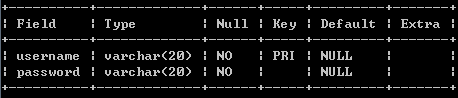 +----------+-------------+------+-----+---------+-------+
| Field    | Type        | Null | Key | Default | Extra |
+----------+-------------+------+-----+---------+-------+
| username | varchar(20) | NO   | PRI | NULL    |       |
| password | varchar(20) | NO   |     | NULL    |       |
+----------+-------------+------+-----+---------+-------+